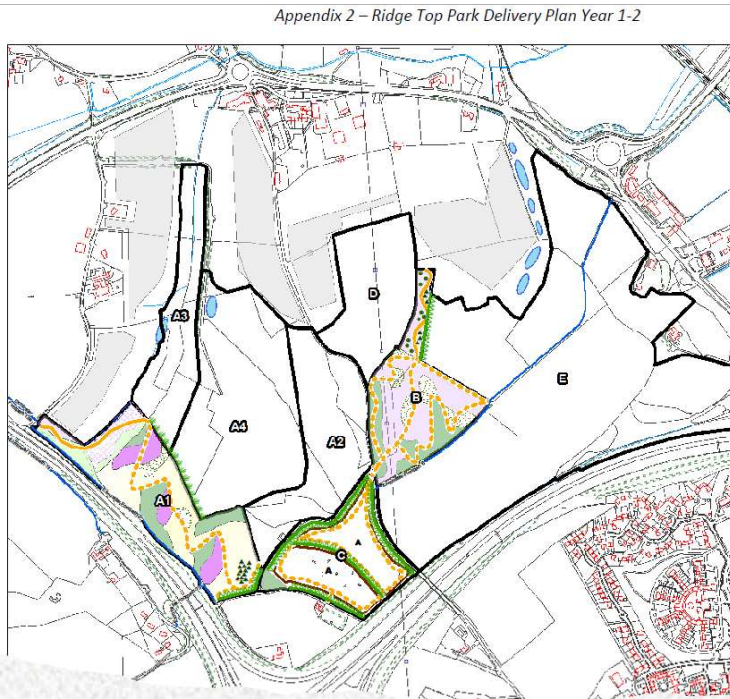 Appendix 2 – Ridge Top Park Delivery Plan Year 1-2
D
A3
E
B
A4
A2
A1
C